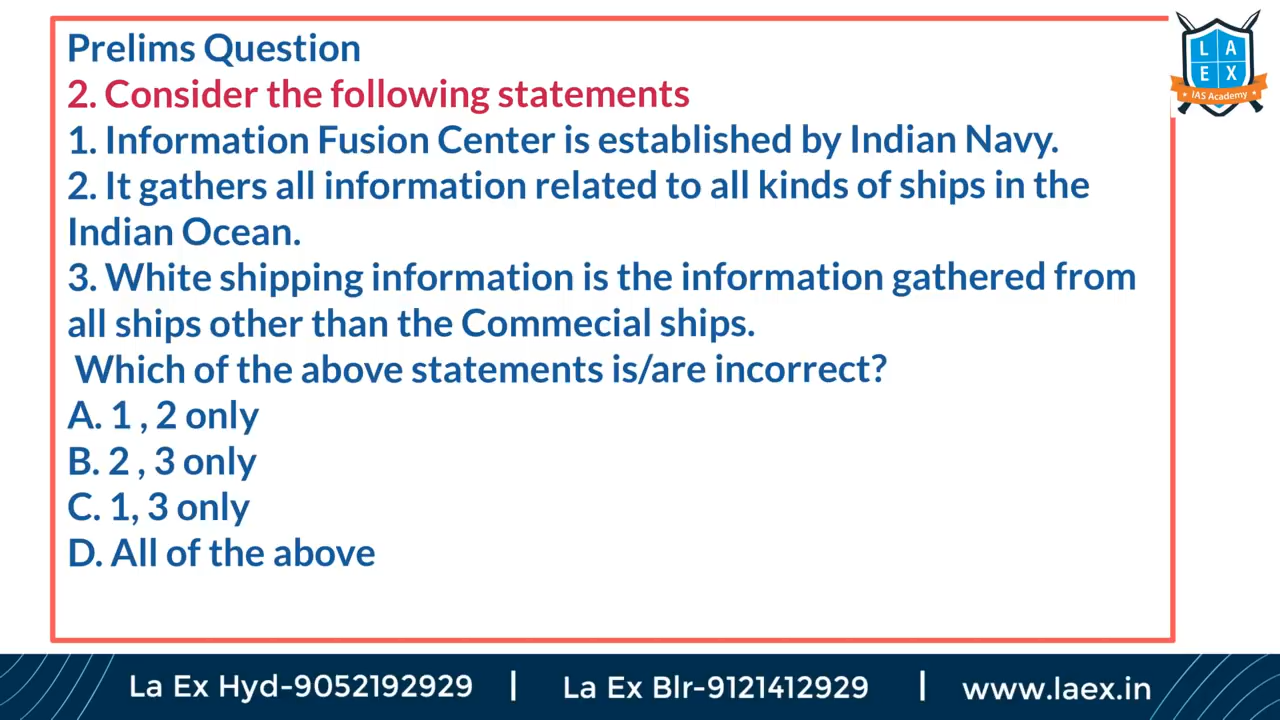 Prelims Question
2. Consider the following statements
1. Information Fusion Center is established by Indian Navy.
2. It gathers all information related to all kinds of ships in the
Indian Ocean.
3. White shipping information is the information gathered from
all ships other than the Commecial ships.
Which of the above statements is/are incorrect?
A. 1 , 2 only
B. 2 , 3 only
C. 1, 3 only
D. All of the above
L A
E X
IAS Academy
La Ex Hyd-9052192929 | La Ex Blr-9121412929 | www.laex.in